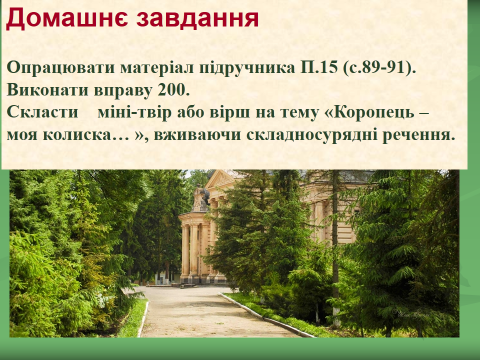 Домашнє завдання
Опрацювати матеріал підручника П.15 (с.89-91).
Виконати вправу 200.
Скласти міні-твір або вірш на тему «Коропець –
моя колиска… », вживаючи складносурядні речення.